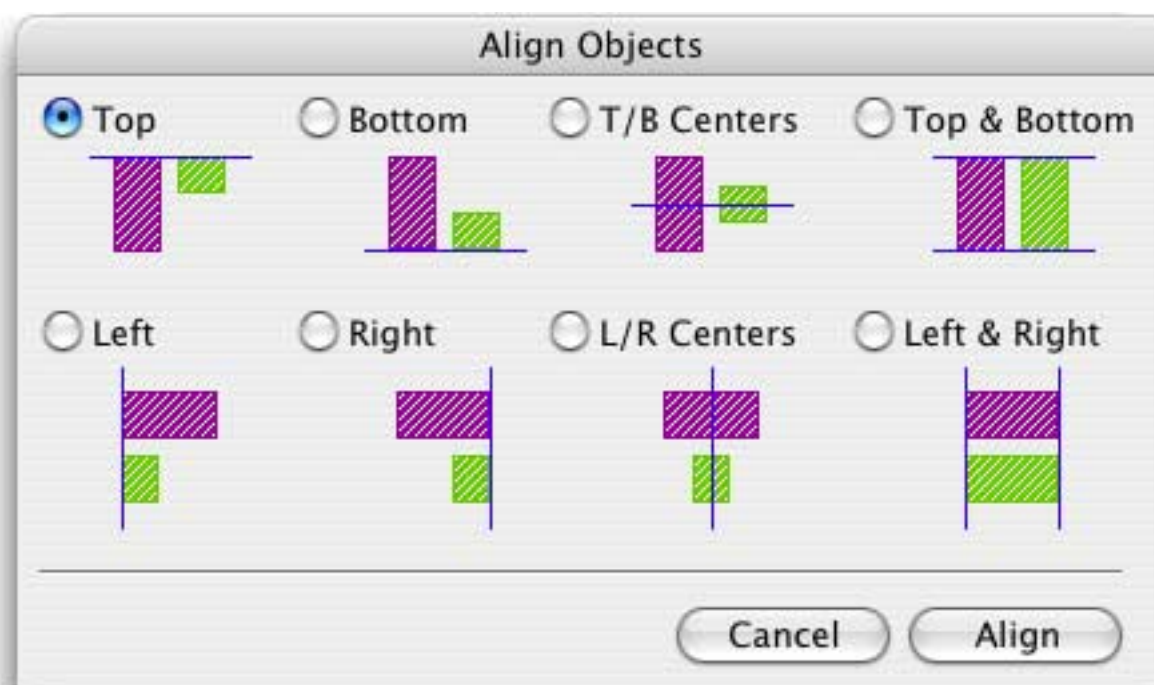 Align Objects
Top Bottom T/B Centers Top & Bottom
Left Right L/R Centers Left & Right
Cancel Align